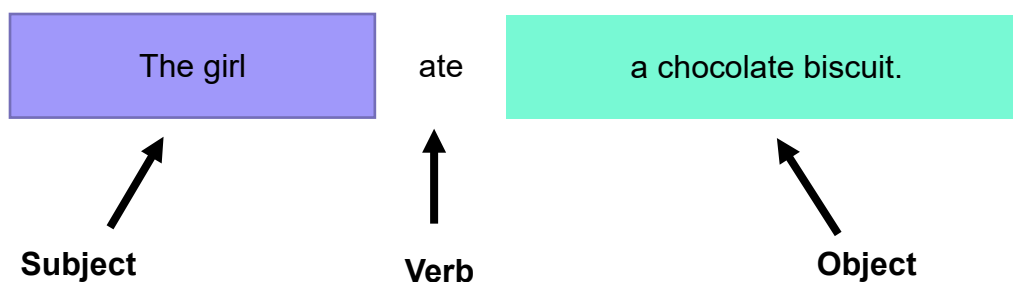 The girl ate a chocolate biscuit.
Subject Verb Object